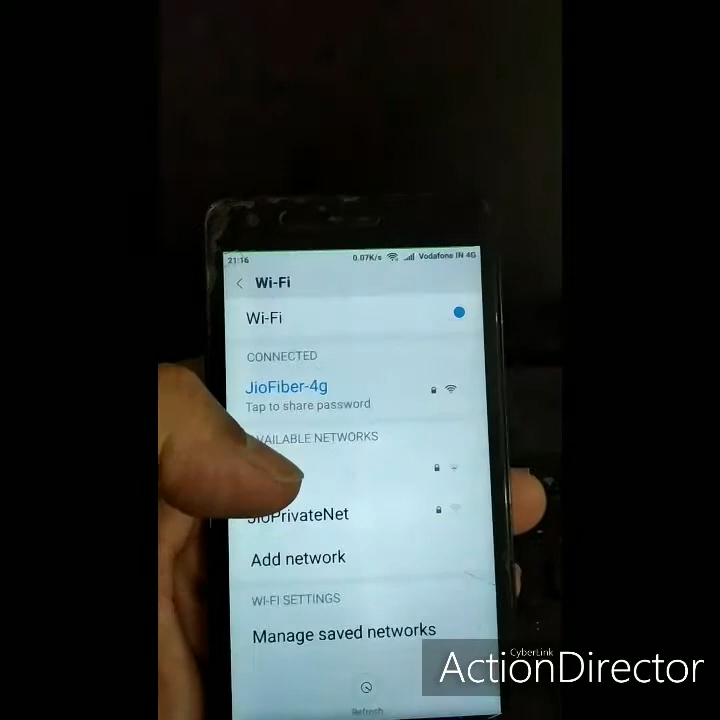 21:16 0.07K/s Vodafone IN 4G
Wi-Fi
Wi-Fi
CONNECTED
JioFiber-4g
Tap to share password
AVAILABLE NETWORKS
JioPrivateNet
Add network
WI-FI SETTINGS
Manage saved networks
Refresh
CyberLink
ActionDirector